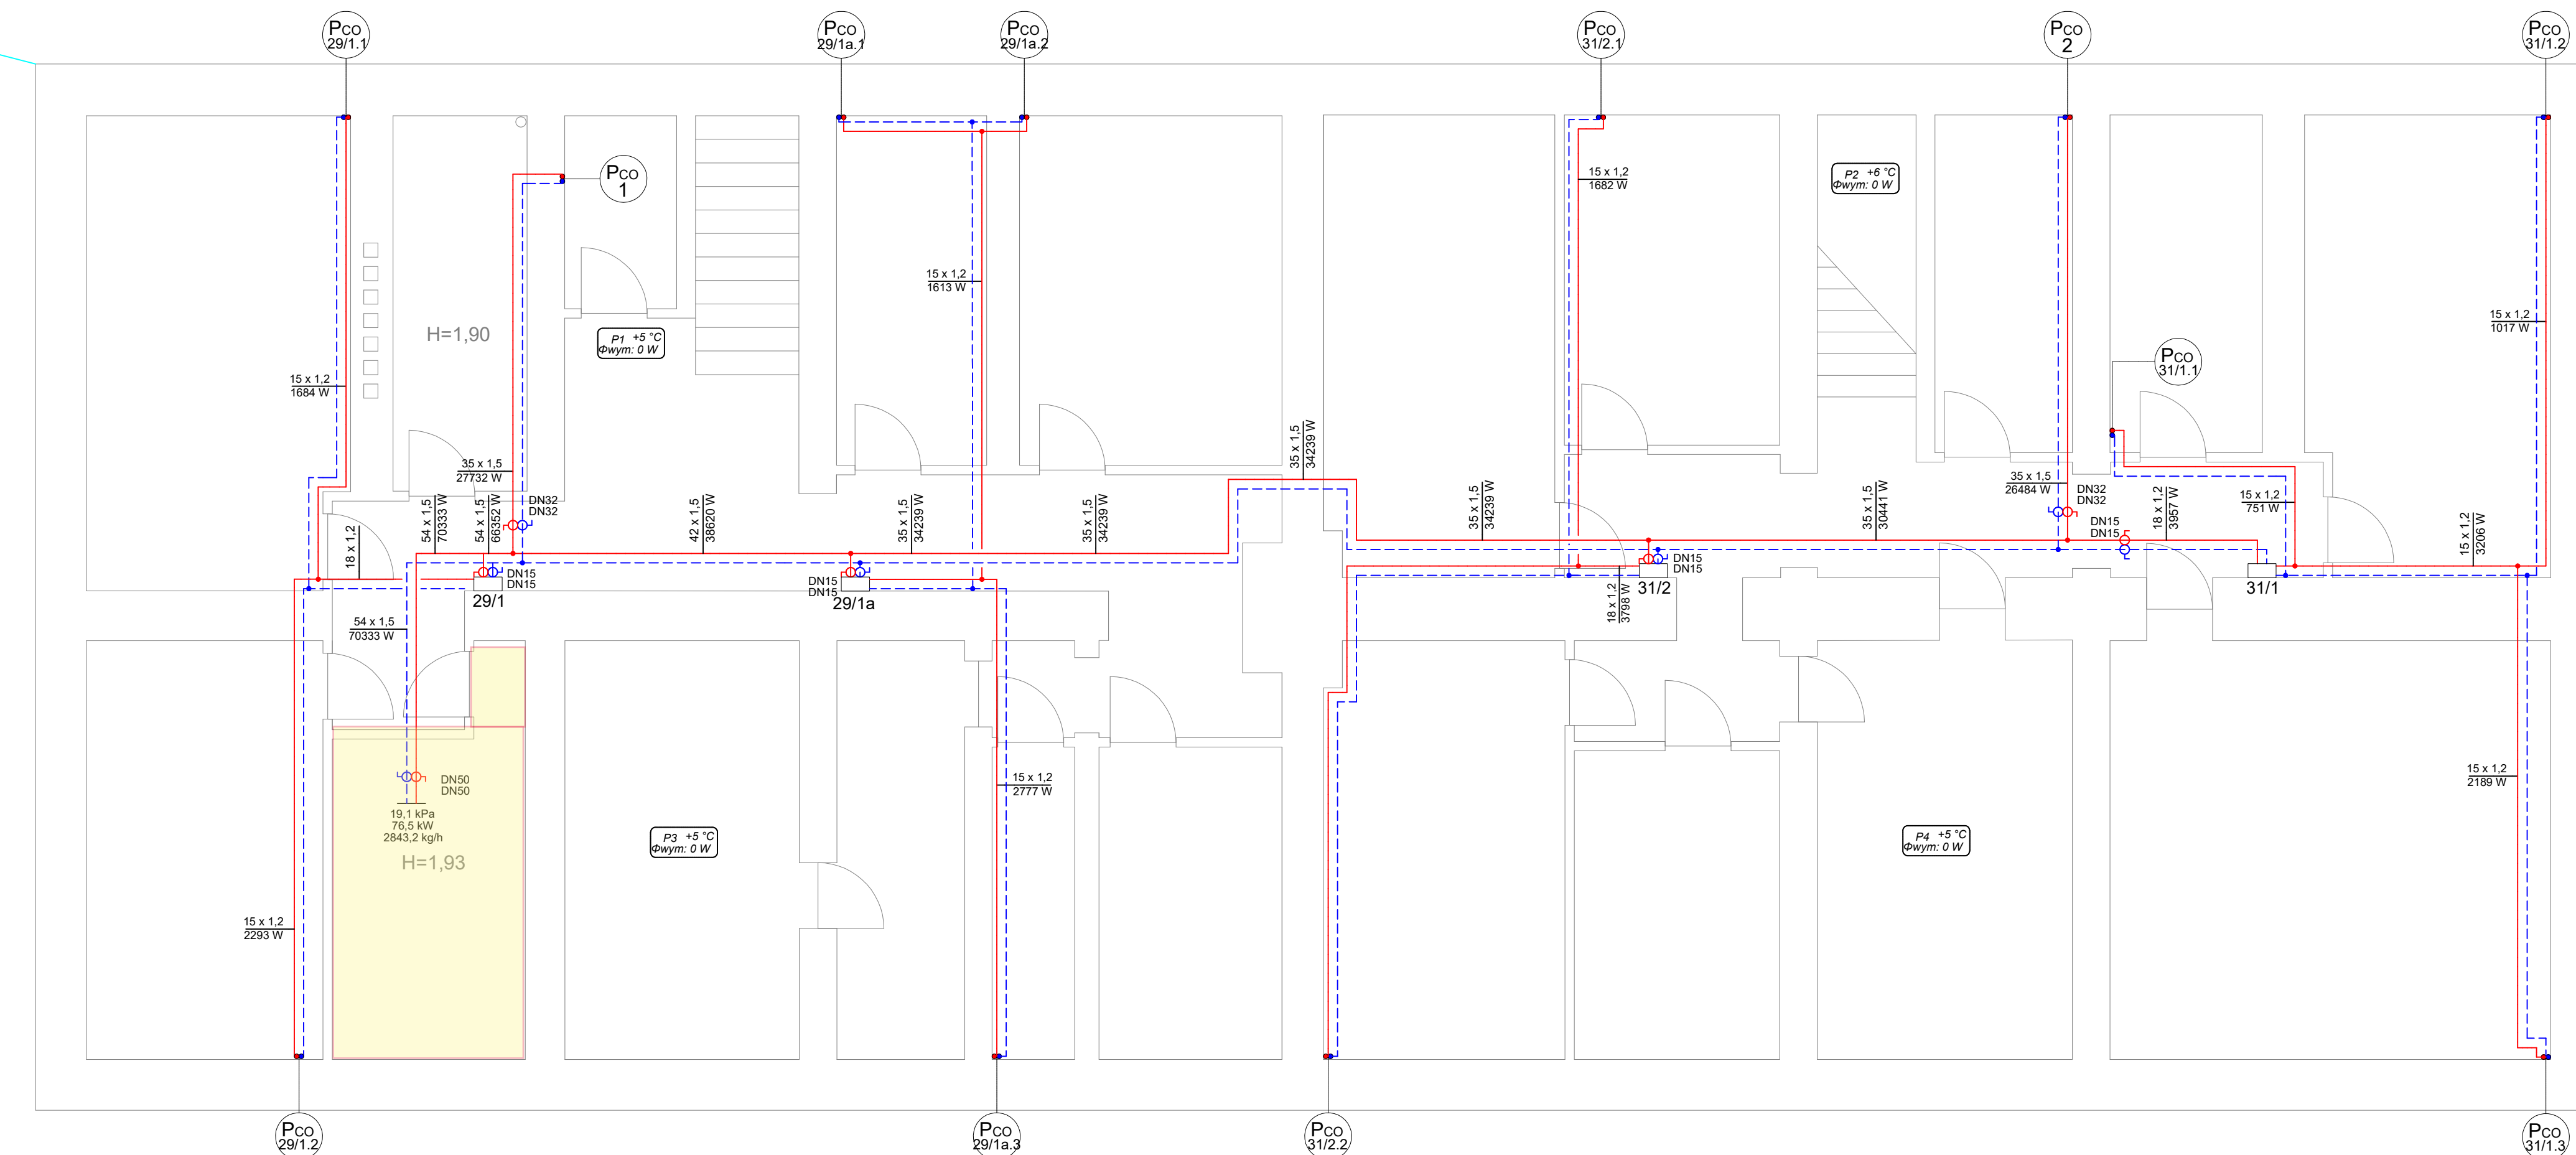 PCO
29/1.1
PCO
29/1a.1
PCO
29/1a.2
PCO
31/2.1
PCO
2
PCO
31/1.2
PCO
1
15 x 1,2
1682 W
P2 +6 °C
Φwym: 0 W
15 x 1,2
1613 W
H=1,90
P1 +5 °C
Φwym: 0 W
15 x 1,2
1017 W
PCO
31/1.1
15 x 1,2
1684 W
35 x 1,5
27732 W
DN32
DN32
54 x 1,5
70333 W
54 x 1,5
66352 W
42 x 1,5
38620 W
35 x 1,5
34239 W
35 x 1,5
34239 W
35 x 1,5
34239 W
35 x 1,5
34239 W
35 x 1,5
30441 W
35 x 1,5
26484 W
DN32
DN32
DN15
DN15
18 x 1,2
3957 W
15 x 1,2
751 W
15 x 1,2
3206 W
18 x 1,2
DN15
DN15
29/1
DN15
DN15
29/1a
DN15
DN15
31/2
18 x 1,2
3798 W
31/1
54 x 1,5
70333 W
DN50
DN50
19,1 kPa
76,5 kW
2843,2 kg/h
H=1,93
15 x 1,2
2777 W
15 x 1,2
2189 W
P3 +5 °C
Φwym: 0 W
P4 +5 °C
Φwym: 0 W
15 x 1,2
2293 W
PCO
29/1.2
PCO
29/1a.3
PCO
31/2.2
PCO
31/1.3